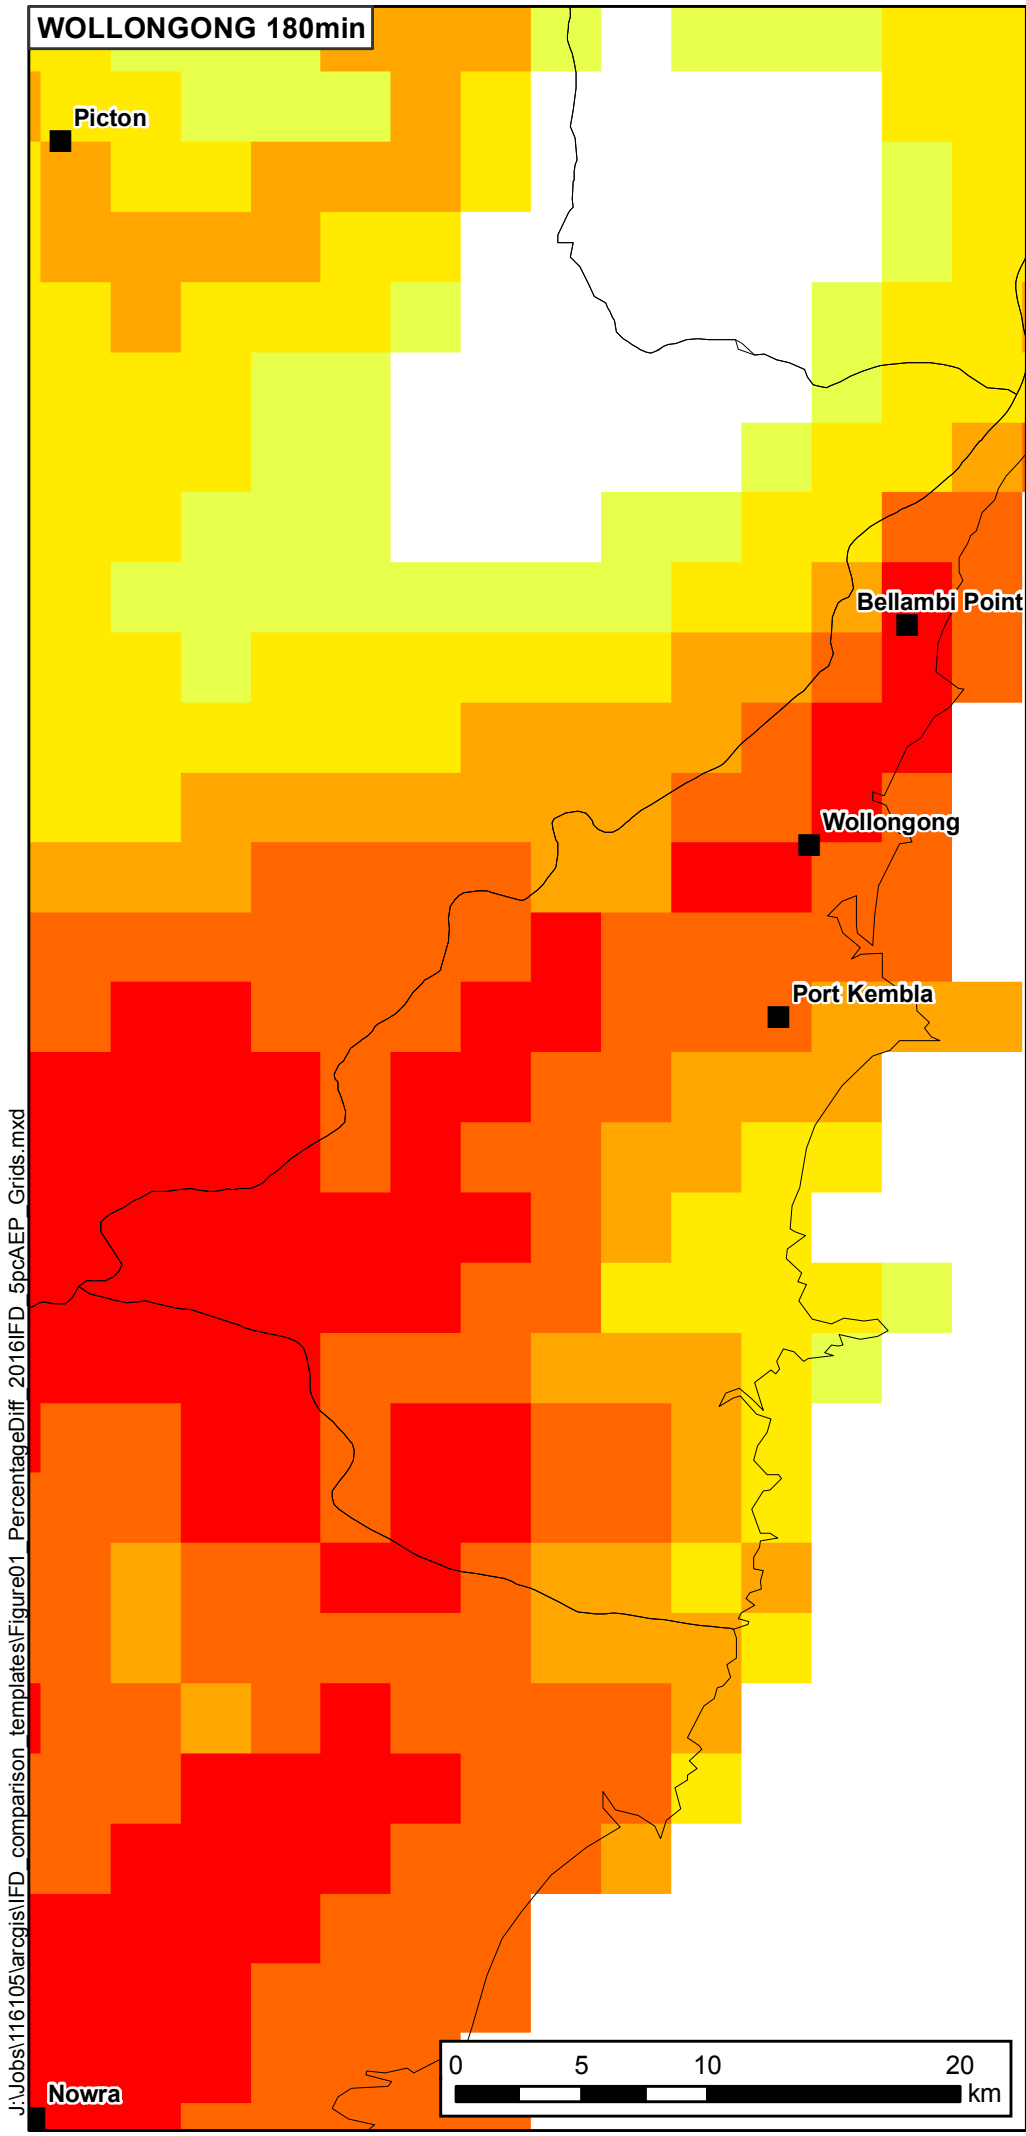 WOLLONGONG 180min
Picton
Bellambi Point
Wollongong
Port Kembla
Nowra
0 5 10 20
km
J:\Jobs\116105\arcgis\IFD_comparison_templates\Figure01_PercentageDiff_2016IFD_5pcAEP_Grids.mxd